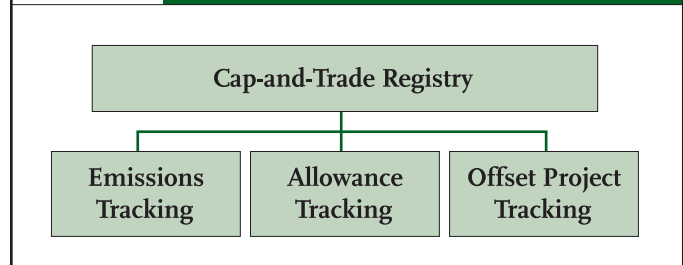 Cap-and-Trade Registry
Emissions
Tracking
Allowance
Tracking
Offset Project
Tracking